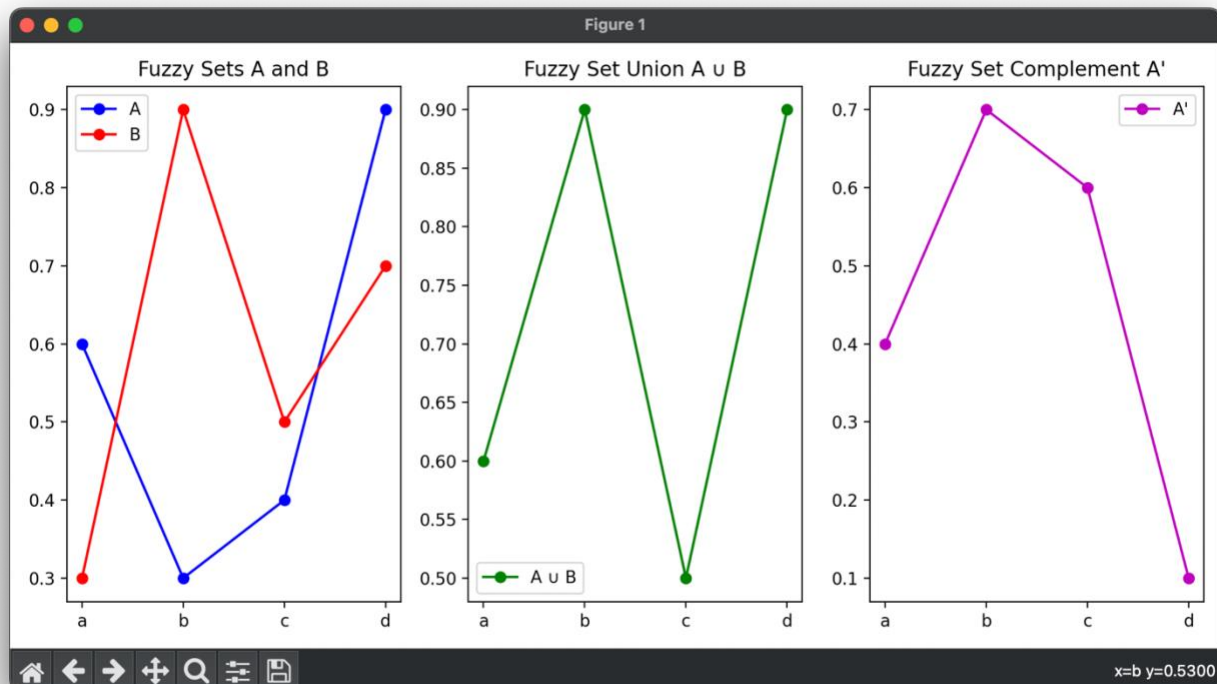 Figure 1
Fuzzy Sets A and B
A
B
0.9
0.8
0.7
0.6
0.5
0.4
0.3
a b c d
Fuzzy Set Union A ∪ B
0.90
0.85
0.80
0.75
0.70
0.65
0.60
0.55
0.50
A ∪ B
a b c d
Fuzzy Set Complement A'
A'
0.7
0.6
0.5
0.4
0.3
0.2
0.1
a b c d
x=b y=0.5300